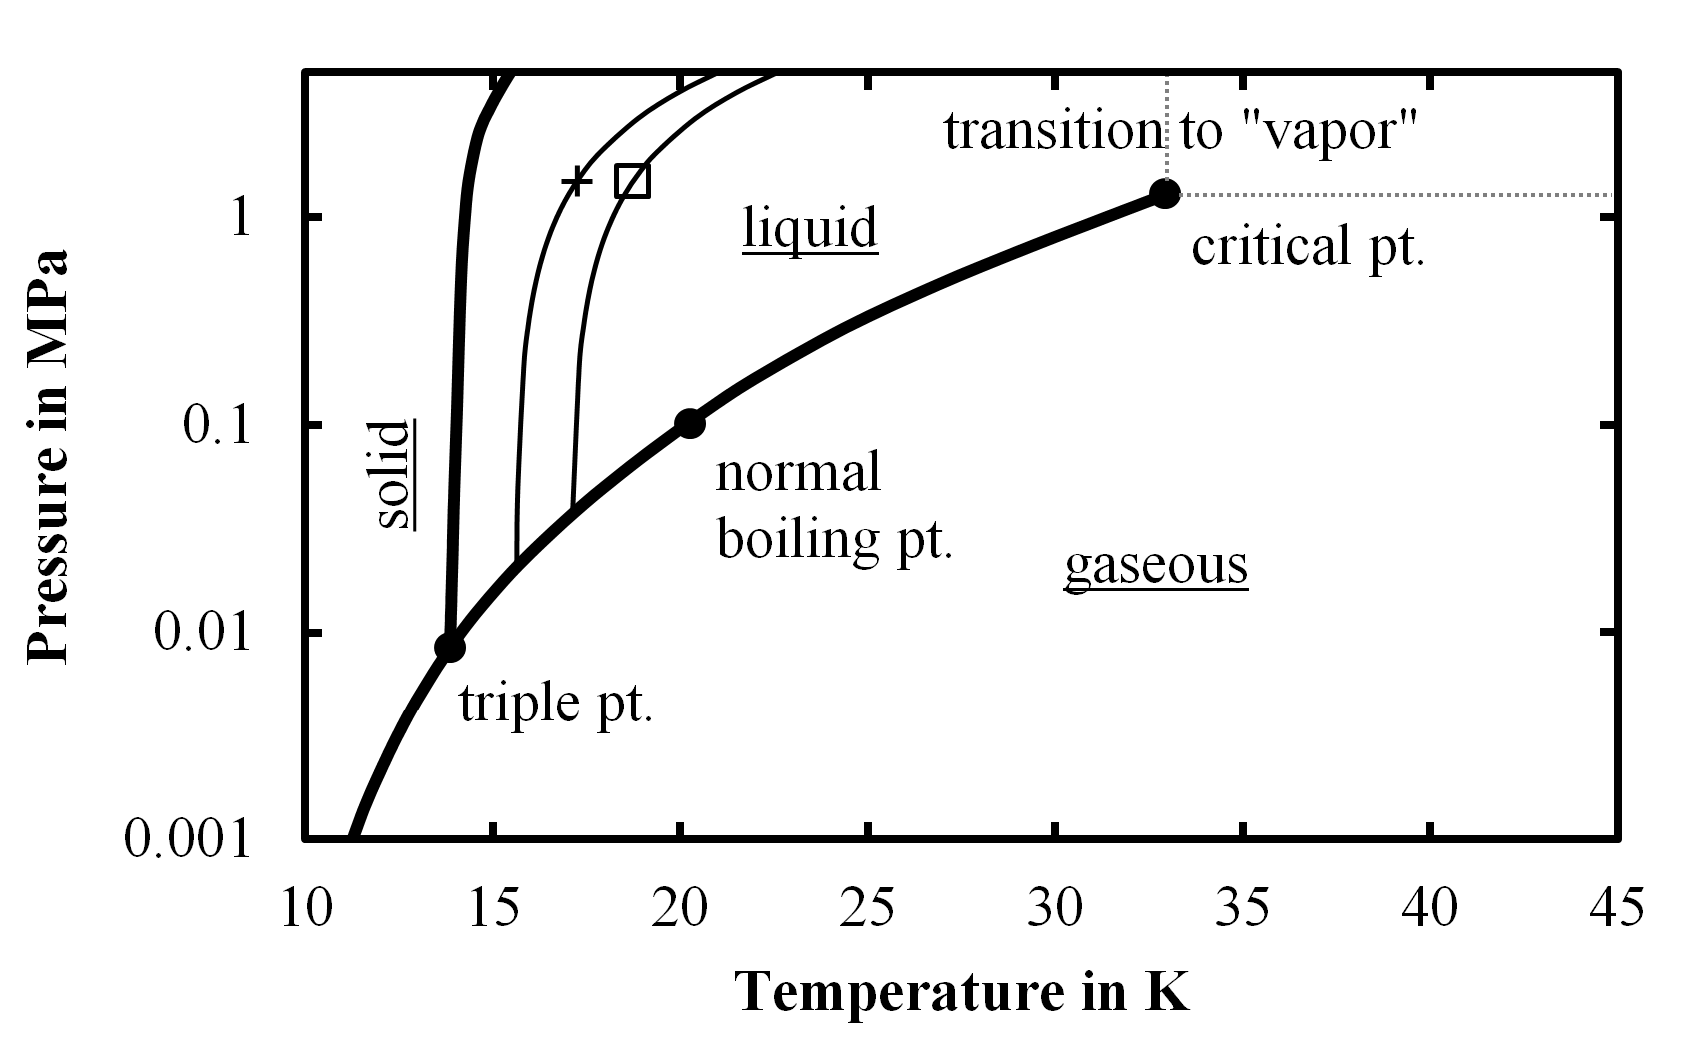 transition to "vapor"
1
liquid
critical pt.
Pressure in MPa
0.1
solid
normal
boiling pt.
gaseous
0.01
triple pt.
0.001
10 15 20 25 30 35 40 45
Temperature in K